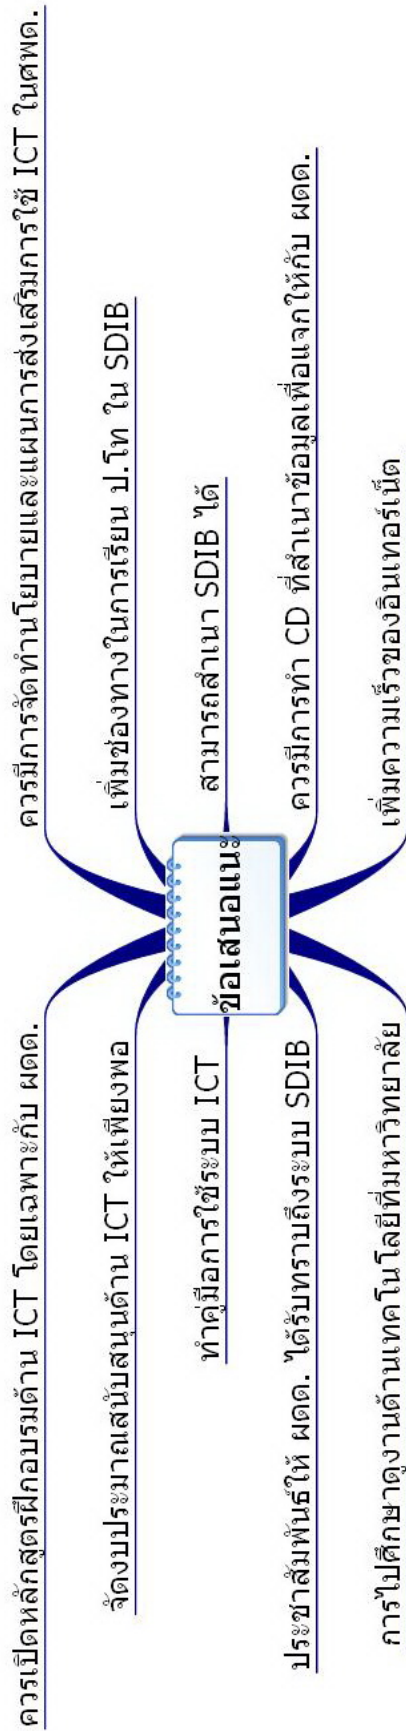 ข้อเสนอแนะ
ควรมีการจัดทำนโยบายและแผนการส่งเสริมการใช้ ICT ในศพด.
เพิ่มช่องทางในการเรียน ป.โท ใน SDIB
สามารถสำเนา SDIB ได้
ควรมีการทำ CD ที่สำเนาข้อมูลเพื่อแจกให้กับ ผดด.
เพิ่มความเร็วของอินเทอร์เน็ต
ควรเปิดหลักสูตรฝึกอบรมด้าน ICT โดยเฉพาะกับ ผดด.
จัดงบประมาณสนับสนุนด้าน ICT ให้เพียงพอ
ทำคู่มือการใช้ระบบ ICT
ประชาสัมพันธ์ให้ ผดด. ได้รับทราบถึงระบบ SDIB
การไปศึกษาดูงานด้านเทคโนโลยีที่มหาวิทยาลัย